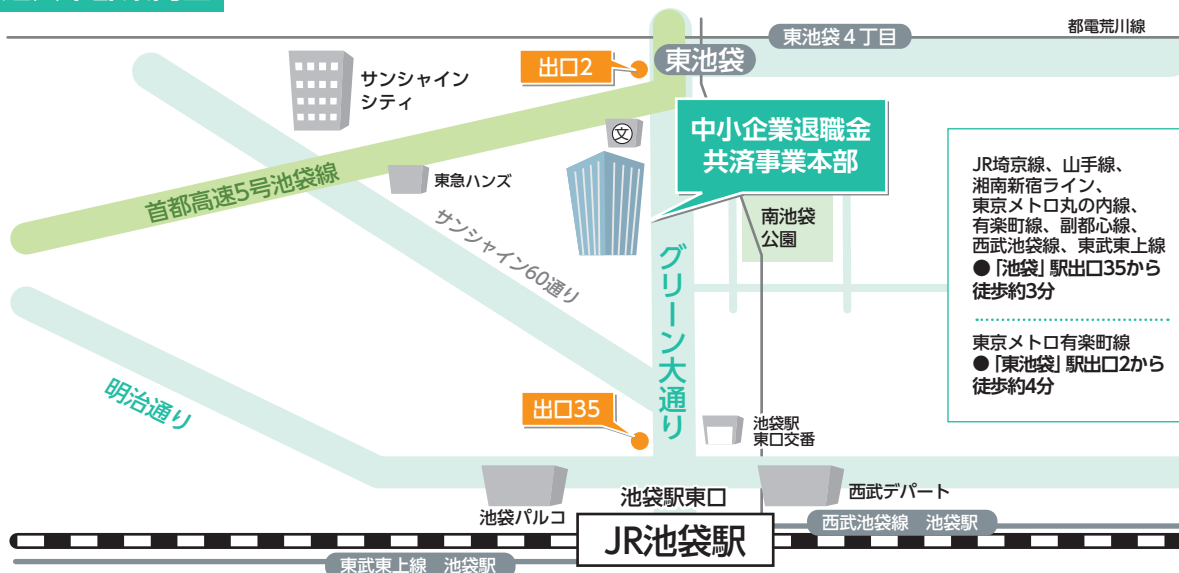 都電荒川線
東池袋4丁目
出口2
東池袋
サンシャイン
シティ
中小企業退職金
共済事業本部
文
首都高速5号池袋線
東急ハンズ
サンシャイン60通り
南池袋
公園
グリーン大通り
明治通り
出口35
池袋駅
東口交番
池袋パルコ
池袋駅東口
西武デパート
JR池袋駅
西武池袋線 池袋駅
東武東上線 池袋駅
JR埼京線、山手線、
湘南新宿ライン、
東京メトロ丸の内線、
有楽町線、副都心線、
西武池袋線、東武東上線
●「池袋」駅出口35から
徒歩約3分
東京メトロ有楽町線
●「東池袋」駅出口2から
徒歩約4分